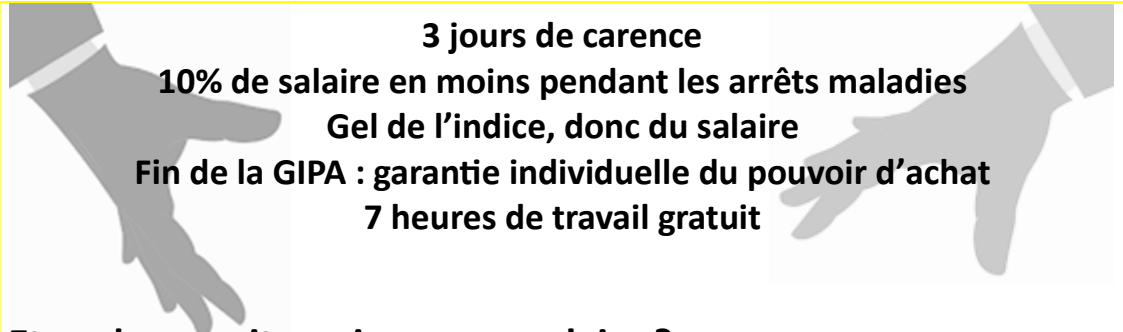 3 jours de carence
10% de salaire en moins pendant les arrêts maladies
Gel de l’indice, donc du salaire
Fin de la GIPA : garantie individuelle du pouvoir d’achat
7 heures de travail gratuit